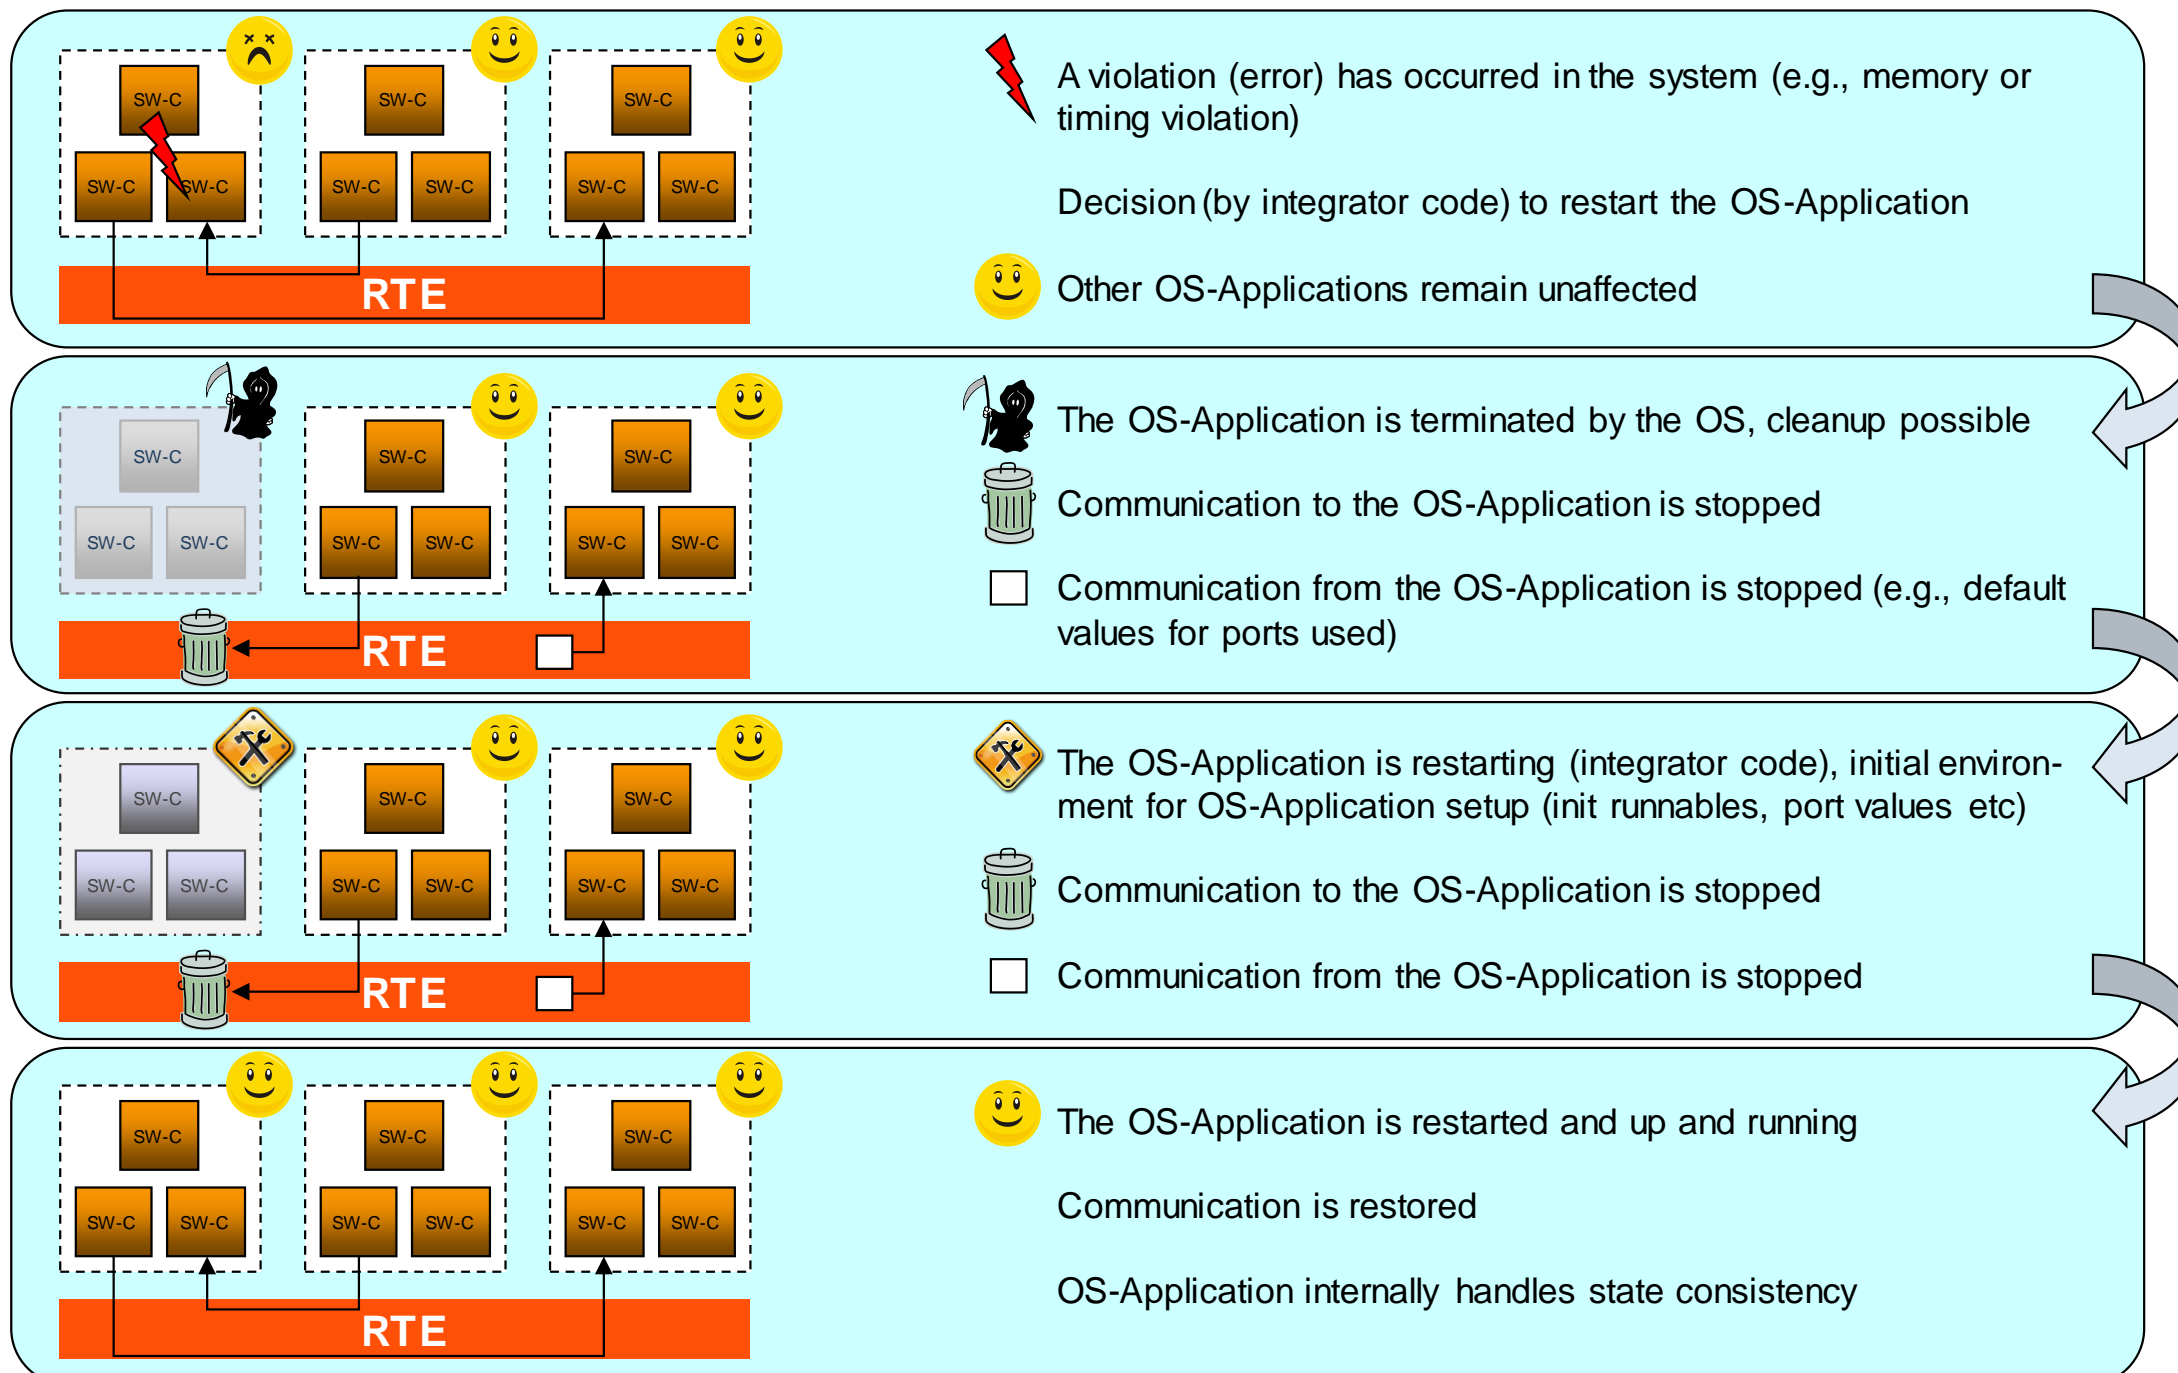 SW-C
SW-C
SW-C
SW-C SW-C
SW-C SW-C
SW-C SW-C
RTE
A violation (error) has occurred in the system (e.g., memory or
timing violation)
Decision (by integrator code) to restart the OS-Application
Other OS-Applications remain unaffected
SW-C
SW-C
SW-C
SW-C SW-C
SW-C SW-C
SW-C SW-C
RTE
The OS-Application is terminated by the OS, cleanup possible
Communication to the OS-Application is stopped
Communication from the OS-Application is stopped (e.g., default
values for ports used)
SW-C
SW-C
SW-C
SW-C SW-C
SW-C SW-C
SW-C SW-C
RTE
The OS-Application is restarting (integrator code), initial environ-
ment for OS-Application setup (init runnables, port values etc)
Communication to the OS-Application is stopped
Communication from the OS-Application is stopped
SW-C
SW-C
SW-C
SW-C SW-C
SW-C SW-C
SW-C SW-C
RTE
The OS-Application is restarted and up and running
Communication is restored
OS-Application internally handles state consistency